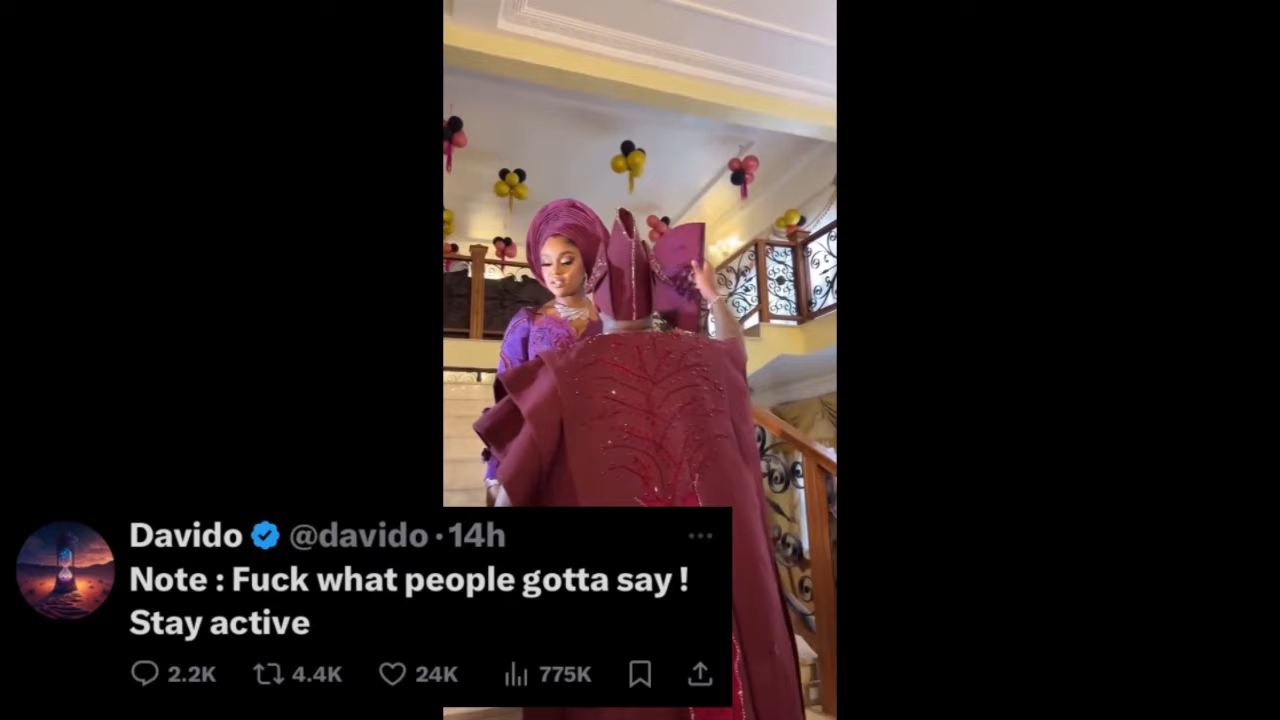 Davido @davido · 14h
Note : Fuck what people gotta say !
Stay active
2.2K 4.4K 24K 775K